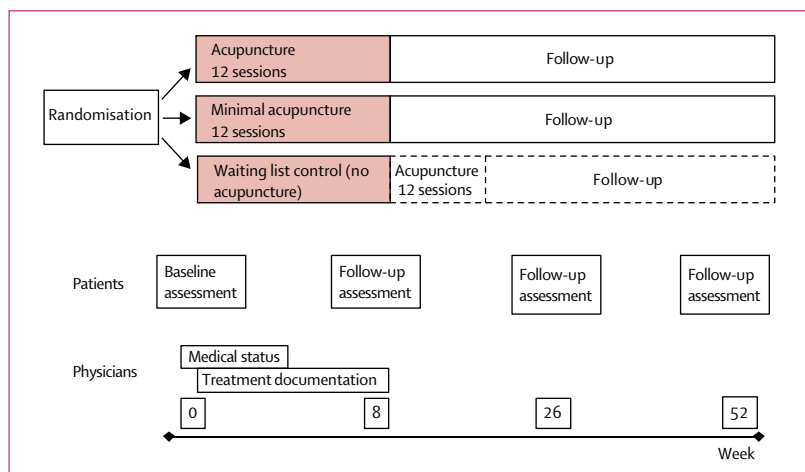 Randomisation
Acupuncture
12 sessions
Follow-up
Minimal acupuncture
12 sessions
Follow-up
Waiting list control (no
acupuncture)
Acupuncture
12 sessions
Follow-up
Patients
Baseline
assessment
Follow-up
assessment
Follow-up
assessment
Follow-up
assessment
Physicians
Medical status
Treatment documentation
0
8
26
52
Week